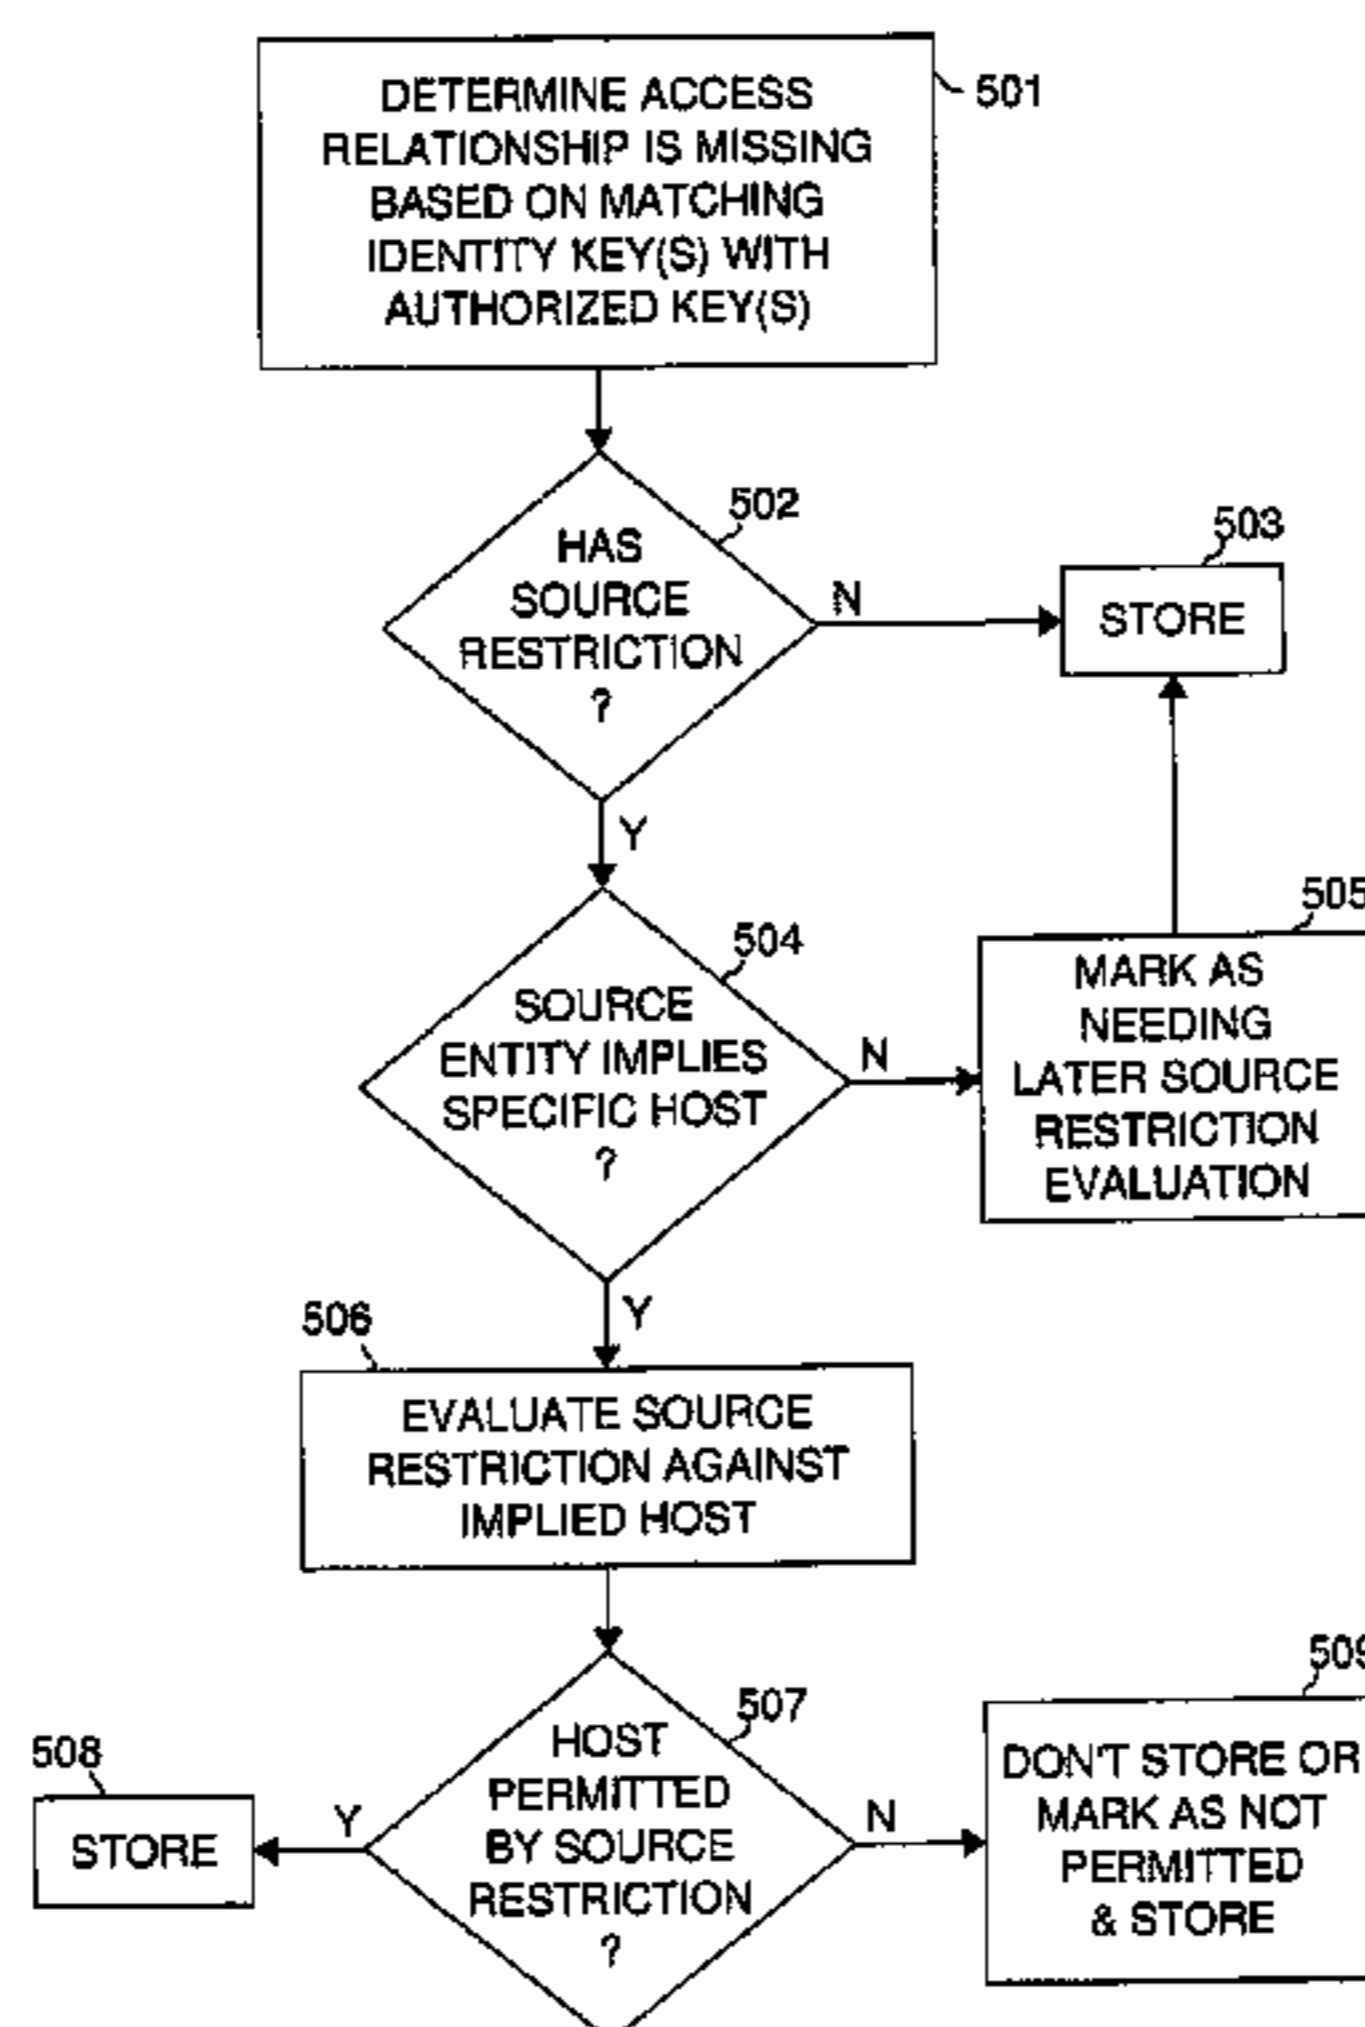 DETERMINE ACCESS
RELATIONSHIP IS MISSING
BASED ON MATCHING
IDENTITY KEY(S) WITH
AUTHORIZED KEY(S)
501
HAS
SOURCE
RESTRICTION
?
502
N
503
STORE
Y
SOURCE
ENTITY IMPLIES
SPECIFIC HOST
?
504
N
505
MARK AS
NEEDING
LATER SOURCE
RESTRICTION
EVALUATION
Y
506
EVALUATE SOURCE
RESTRICTION AGAINST
IMPLIED HOST
HOST
PERMITTED
BY SOURCE
RESTRICTION
?
507
Y
508
STORE
N
509
DON'T STORE OR
MARK AS NOT
PERMITTED
& STORE